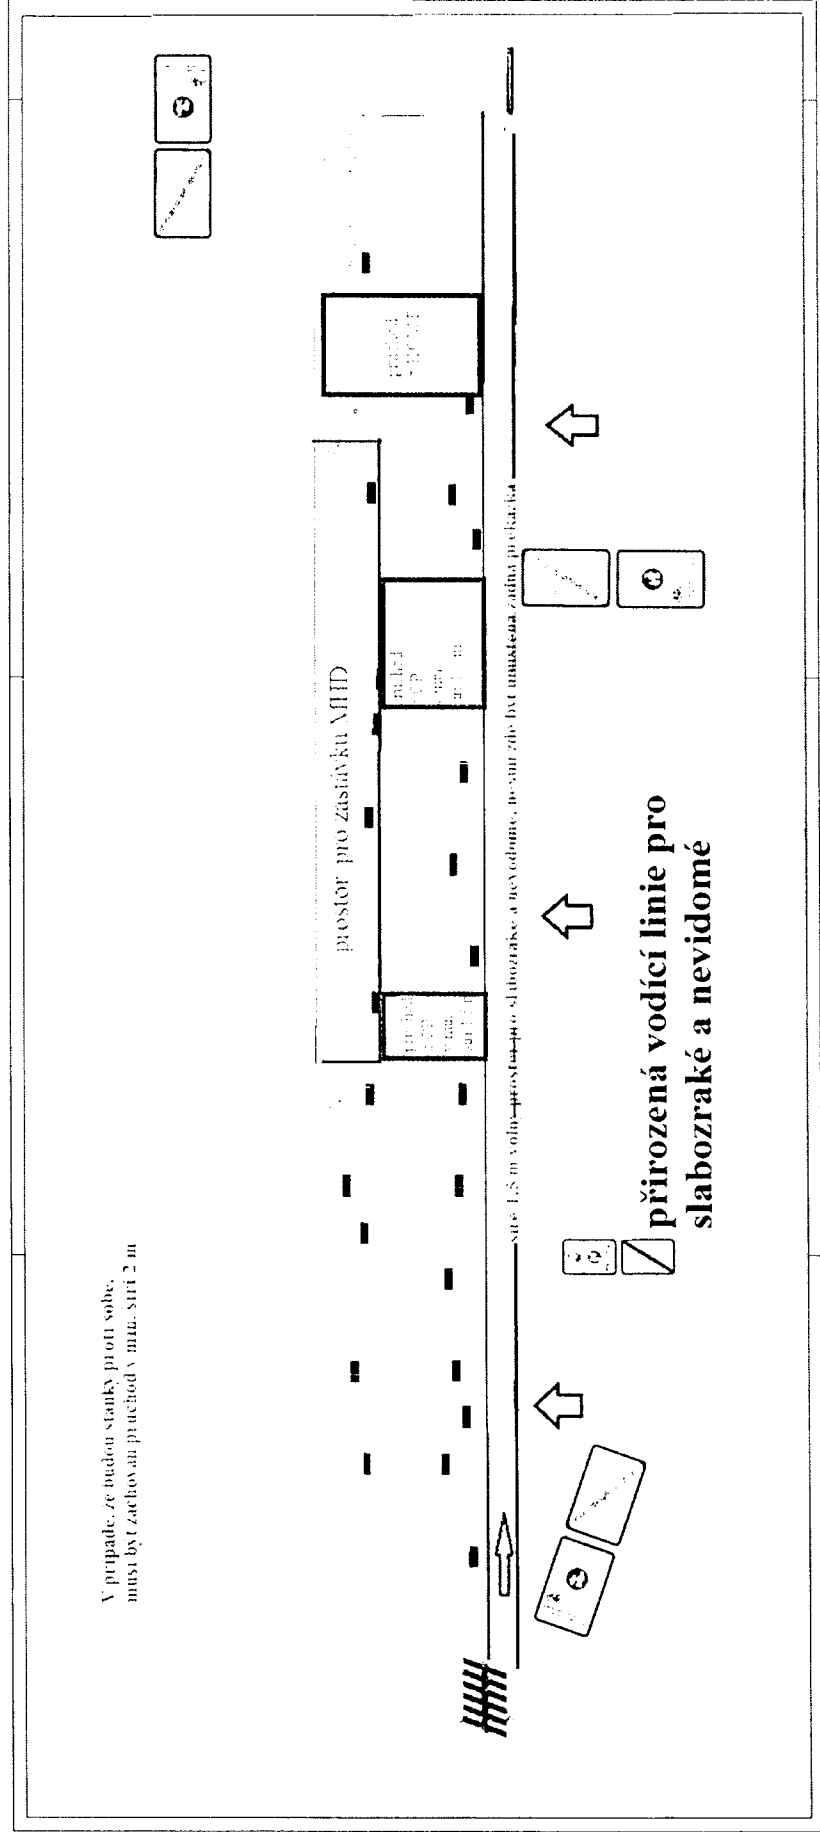 V případě, že budou stánky proti sobě,
musí být zachován průchod v min. šíři 2 m
prostor pro zastávku MHD
průchod
šíře 1,5 m volný prostor pro slabozraké a nevidomé, nesmí zde být umístěna žádná překážka
přirozená vodící linie pro
slabozraké a nevidomé